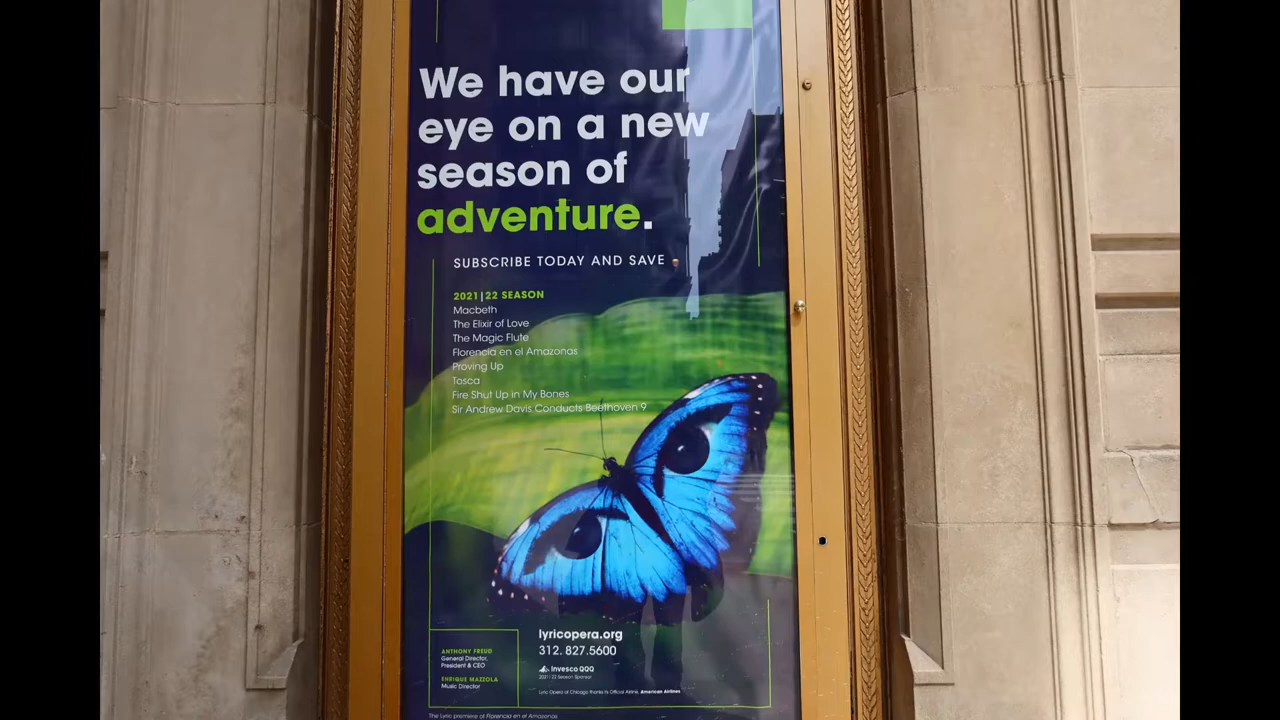 We have our
eye on a new
season of
adventure.
SUBSCRIBE TODAY AND SAVE
2021|22 SEASON
Macbeth
The Elixir of Love
The Magic Flute
Florencia en el Amazonas
Proving Up
Tosca
Fire Shut Up in My Bones
Sir Andrew Davis Conducts Beethoven 9
lyricopera.org
312. 827.5600
Invesco QQQ
2021|22 Season Sponsor
Lyric Opera of Chicago thanks its Official Airline, American Airlines
ANTHONY FREUD
General Director,
President & CEO
ENRIQUE MAZZOLA
Music Director
The Lyric premiere of Florencia en el Amazonas